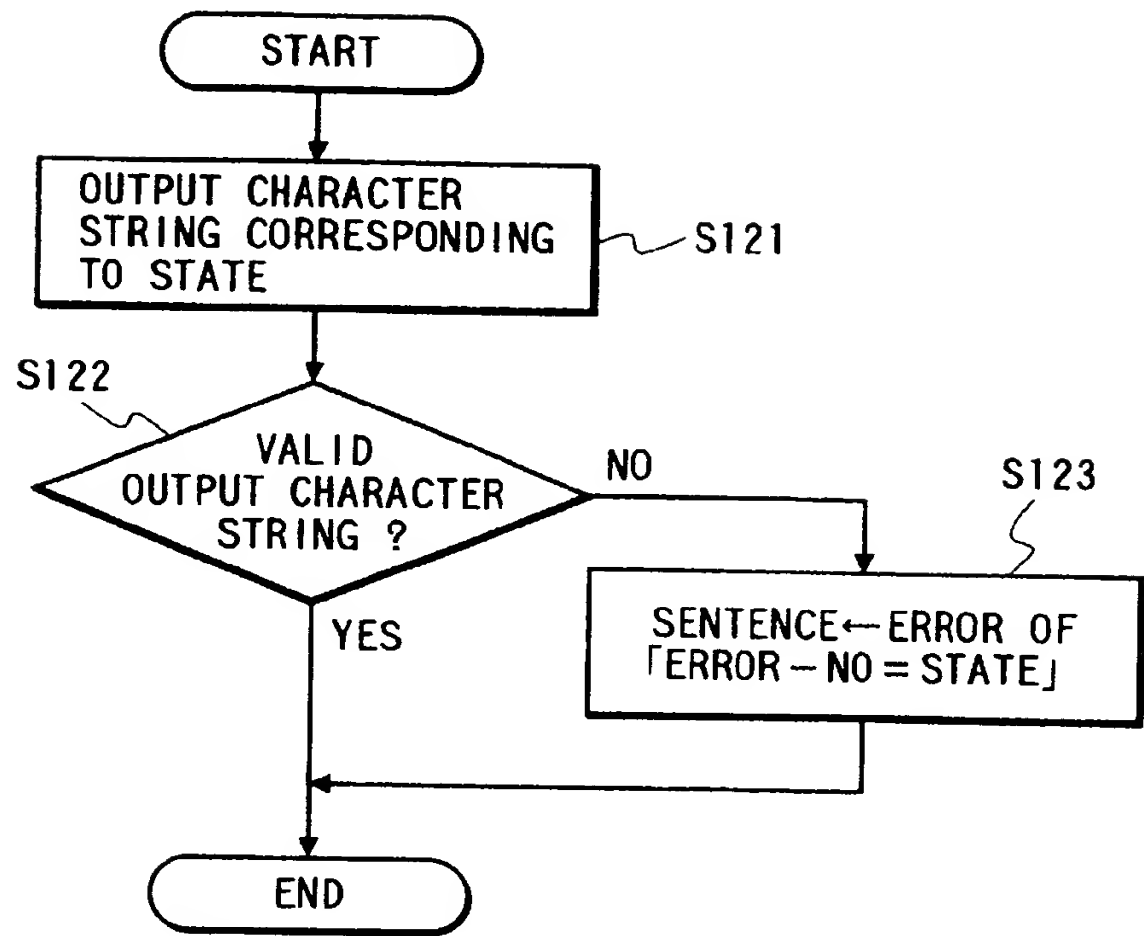 START
OUTPUT CHARACTER
STRING CORRESPONDING
TO STATE
S121
S122
VALID
OUTPUT CHARACTER
STRING ?
NO
YES
S123
SENTENCE←ERROR OF
「ERROR-NO=STATE」
END